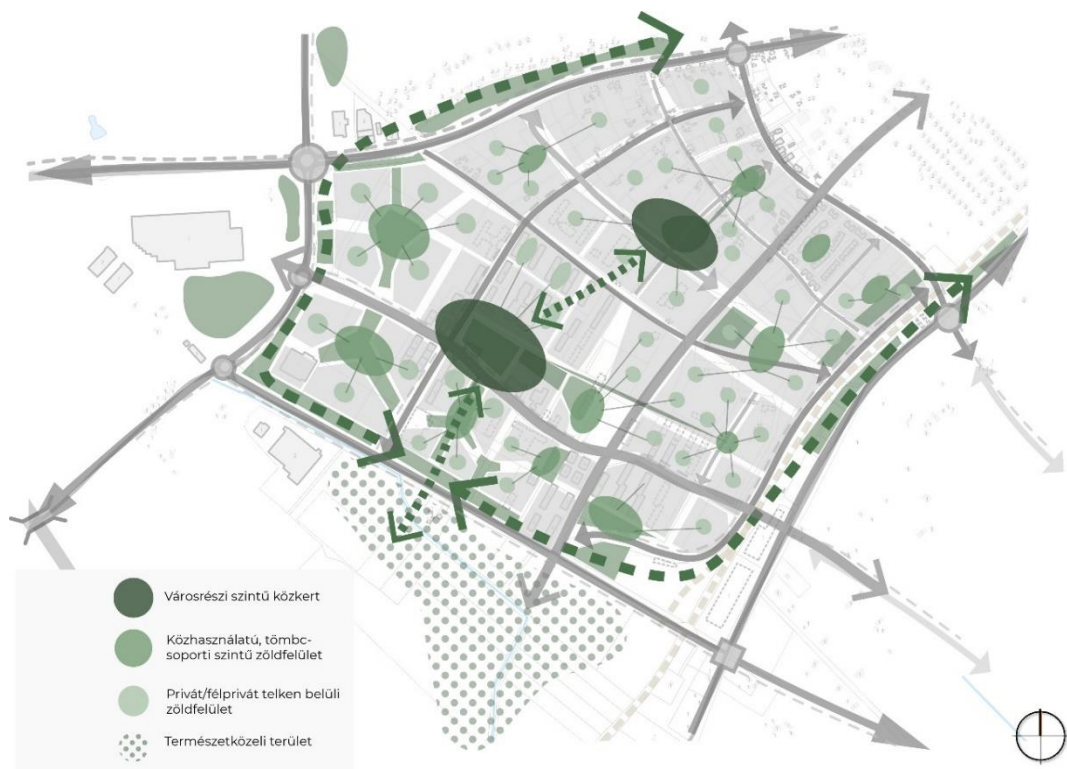 Városrészi szintű közkert
Közhasználatú, tömbc-
soporti szintű zöldfelület
Privát/félprivát telken belüli
zöldfelület
Természetközeli terület